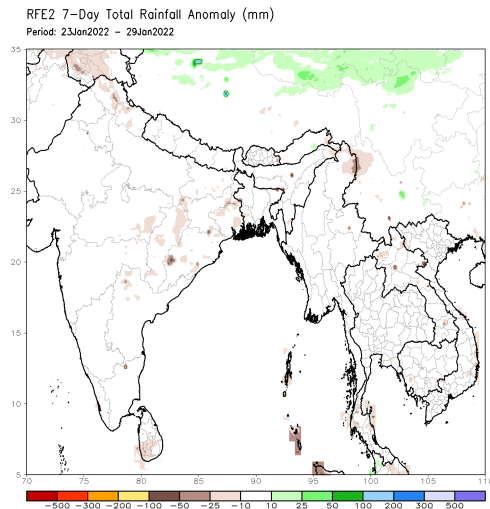 RFE2 7-Day Total Rainfall Anomaly (mm)
Period: 23Jan2022 - 29Jan2022
35
30
25
20
15
10
5
70 75 80 85 90 95 100 105 110
-500 -300 -200 -100 -50 -25 -10 10 25 50 100 200 300 500